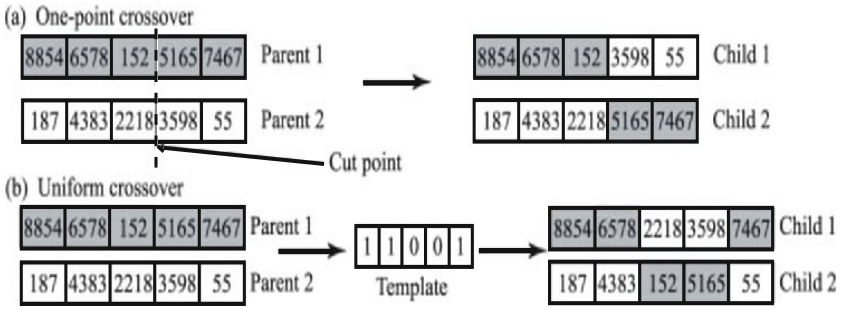 (a) One-point crossover
8854 6578 152 5165 7467 Parent 1
8854 6578 152 3598 55 Child 1
187 4383 2218 3598 55 Parent 2
187 4383 2218 5165 7467 Child 2
Cut point
(b) Uniform crossover
8854 6578 152 5165 7467 Parent 1
187 4383 2218 3598 55 Parent 2
1 1 0 0 1
Template
8854 6578 2218 3598 7467 Child 1
187 4383 152 5165 55 Child 2